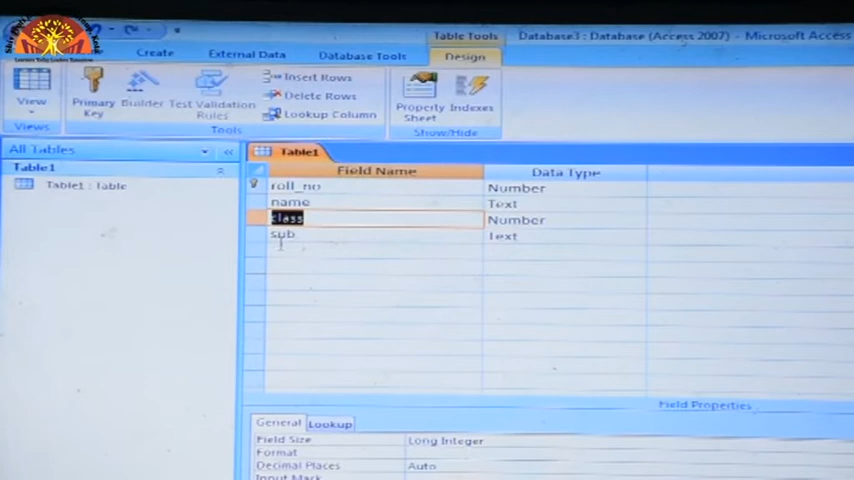 Table Tools
Database3 : Database (Access 2007) - Microsoft Access
Create
External Data
Database Tools
Design
View
Primary Key
Builder
Test Validation Rules
Insert Rows
Delete Rows
Lookup Column
Property Sheet
Indexes
Views
Tools
Show/Hide
All Tables
Table1
Table1 : Table
Table1
Field Name
Data Type
roll_no
Number
name
Text
class
Number
sub
Text
Field Properties
General
Lookup
Field Size
Long Integer
Format
Decimal Places
Auto
Input Mask